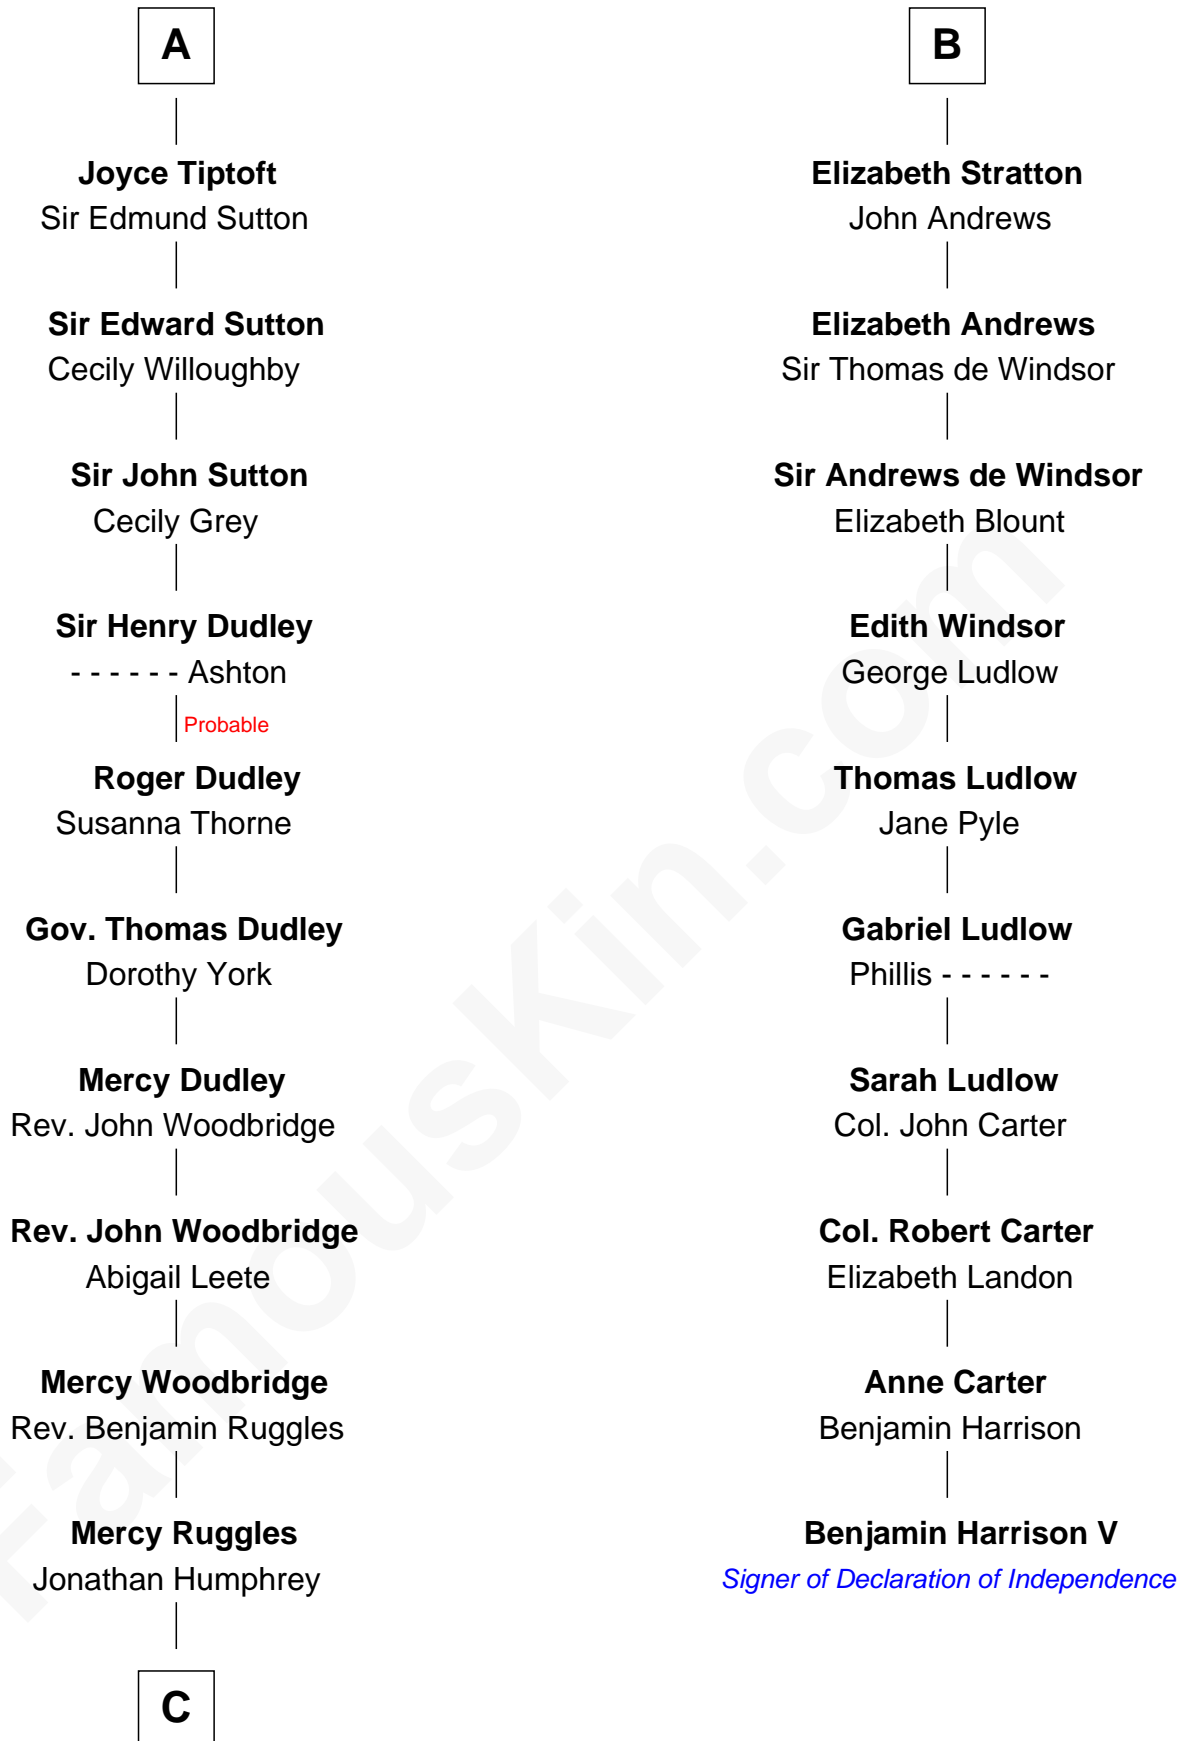 A
Joyce Tiptoft
Sir Edmund Sutton
Sir Edward Sutton
Cecily Willoughby
Sir John Sutton
Cecily Grey
Sir Henry Dudley
- - - - - - Ashton
Probable
Roger Dudley
Susanna Thorne
Gov. Thomas Dudley
Dorothy York
Mercy Dudley
Rev. John Woodbridge
Rev. John Woodbridge
Abigail Leete
Mercy Woodbridge
Rev. Benjamin Ruggles
Mercy Ruggles
Jonathan Humphrey
C
B
Elizabeth Stratton
John Andrews
Elizabeth Andrews
Sir Thomas de Windsor
Sir Andrews de Windsor
Elizabeth Blount
Edith Windsor
George Ludlow
Thomas Ludlow
Jane Pyle
Gabriel Ludlow
Phillis - - - - - -
Sarah Ludlow
Col. John Carter
Col. Robert Carter
Elizabeth Landon
Anne Carter
Benjamin Harrison
Benjamin Harrison V
Signer of Declaration of Independence
FamousKin.com